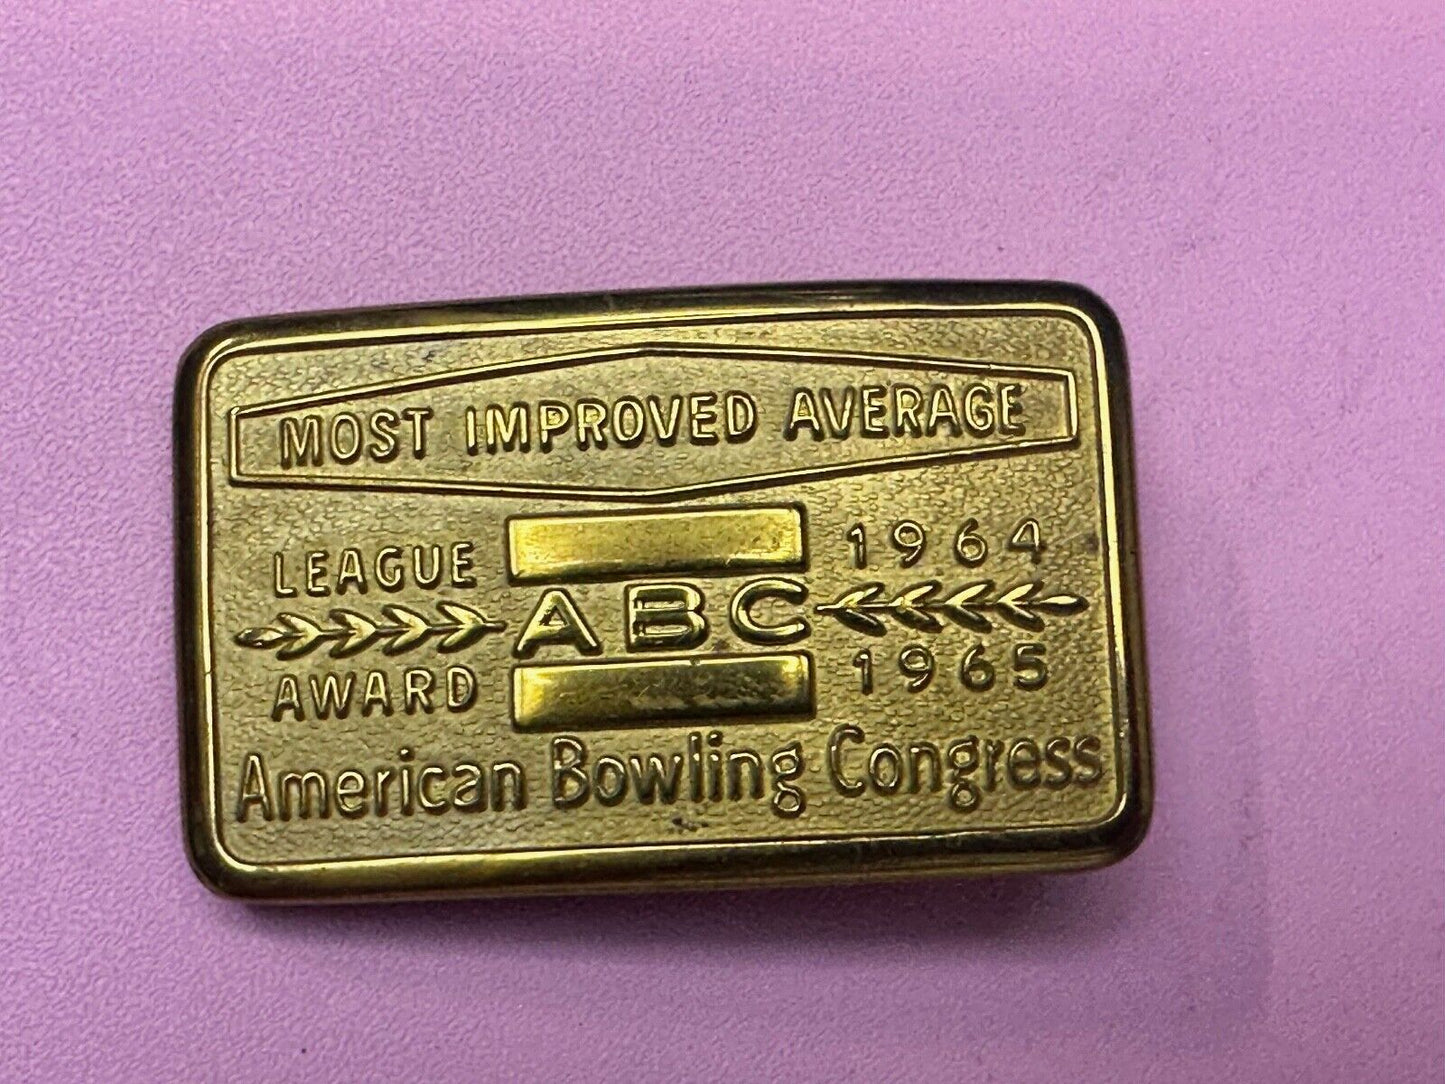 MOST IMPROVED AVERAGE
LEAGUE
AWARD
ABC
1964
1965
American Bowling Congress